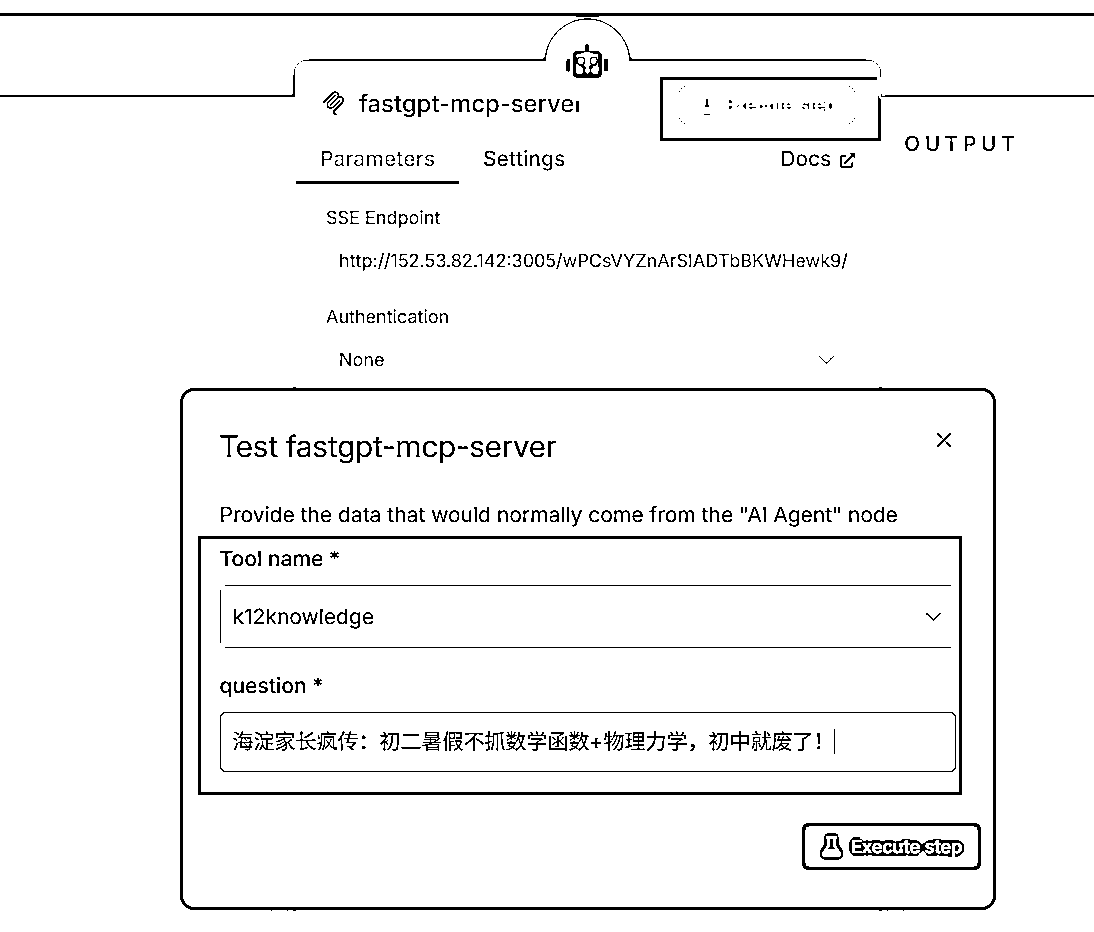 fastgpt-mcp-server
Execute step
OUTPUT
Parameters
Settings
Docs
SSE Endpoint
http://152.53.82.142:3005/wPCsVYZnArSlADTbBKWHewk9/
Authentication
None
Test fastgpt-mcp-server
Provide the data that would normally come from the "AI Agent" node
Tool name *
k12knowledge
question *
海淀家长疯传：初二暑假不抓数学函数+物理力学，初中就废了！
Execute step